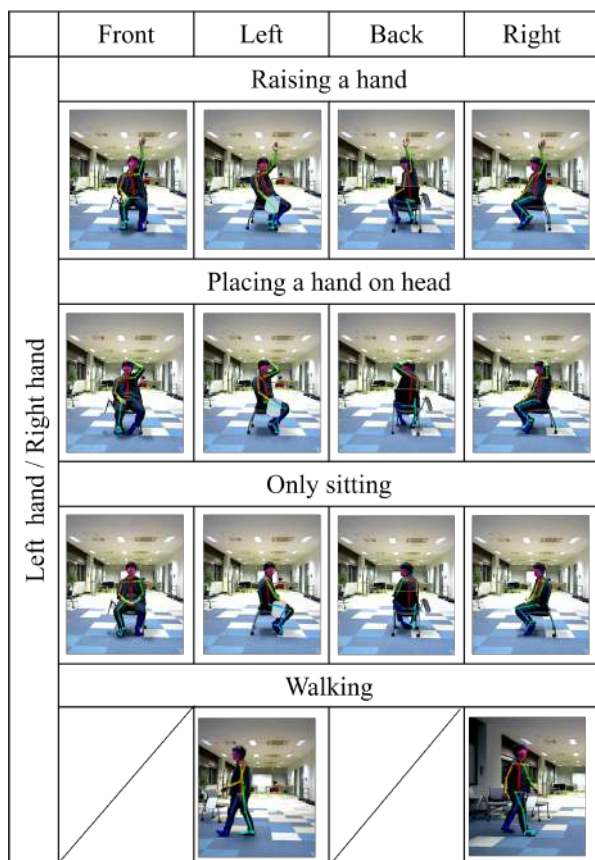 Front Left Back Right
Raising a hand
Placing a hand on head
Only sitting
Walking
Left hand / Right hand